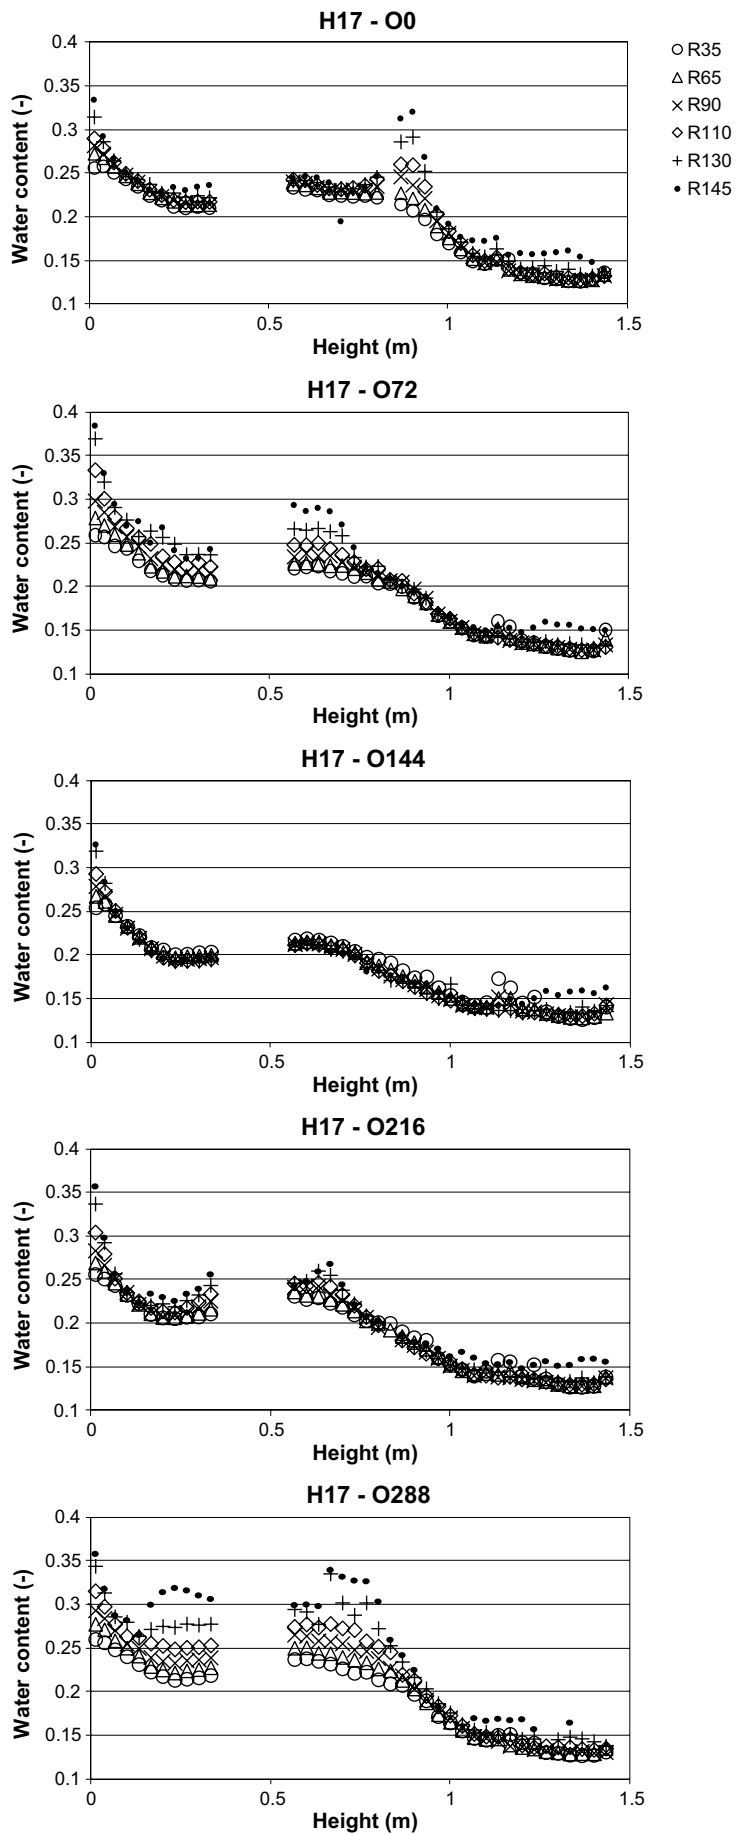 H17 - O0
0.4
0.35
0.3
0.25
0.2
0.15
0.1
Water content (-)
0
0.5
1
1.5
Height (m)
R35
R65
R90
R110
R130
R145
H17 - O72
0.4
0.35
0.3
0.25
0.2
0.15
0.1
Water content (-)
0
0.5
1
1.5
Height (m)
H17 - O144
0.4
0.35
0.3
0.25
0.2
0.15
0.1
Water content (-)
0
0.5
1
1.5
Height (m)
H17 - O216
0.4
0.35
0.3
0.25
0.2
0.15
0.1
Water content (-)
0
0.5
1
1.5
Height (m)
H17 - O288
0.4
0.35
0.3
0.25
0.2
0.15
0.1
Water content (-)
0
0.5
1
1.5
Height (m)